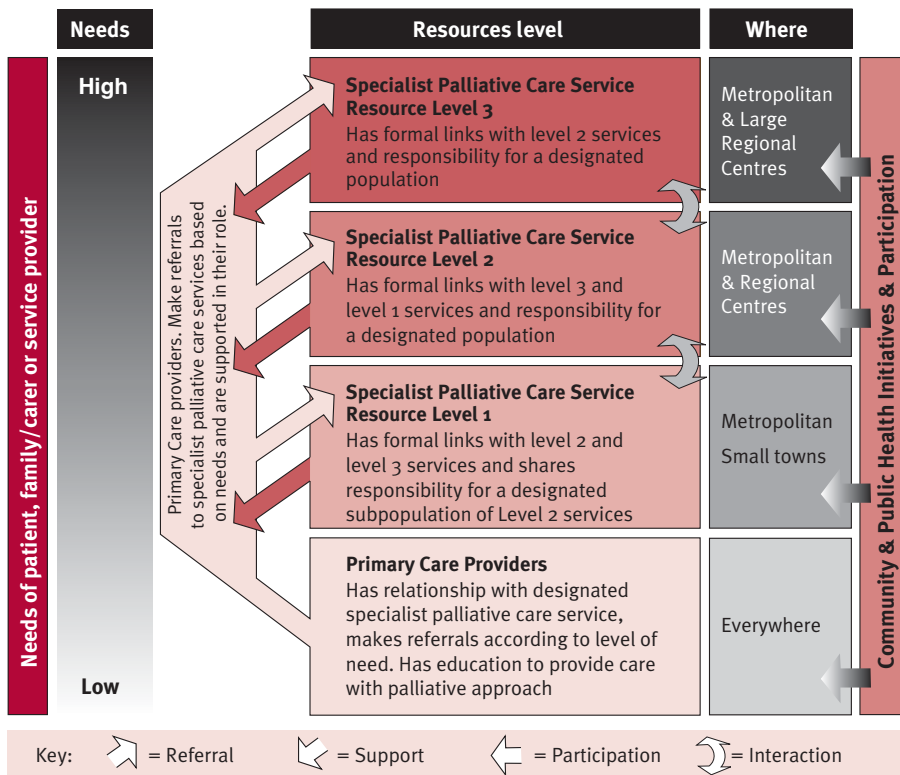 Needs
Resources level
Where
Needs of patient, family/carer or service provider
High
Low
Primary Care providers. Make referrals
to specialist palliative care services based
on needs and are supported in their role.
Specialist Palliative Care Service
Resource Level 3
Has formal links with level 2 services
and responsibility for a designated
population
Metropolitan
& Large
Regional
Centres
Specialist Palliative Care Service
Resource Level 2
Has formal links with level 3 and
level 1 services and responsibility for
a designated population
Metropolitan
& Regional
Centres
Specialist Palliative Care Service
Resource Level 1
Has formal links with level 2 and
level 3 services and shares
responsibility for a designated
subpopulation of Level 2 services
Metropolitan
Small towns
Primary Care Providers
Has relationship with designated
specialist palliative care service,
makes referrals according to level of
need. Has education to provide care
with palliative approach
Everywhere
Community & Public Health Initiatives & Participation
Key: = Referral = Support = Participation = Interaction